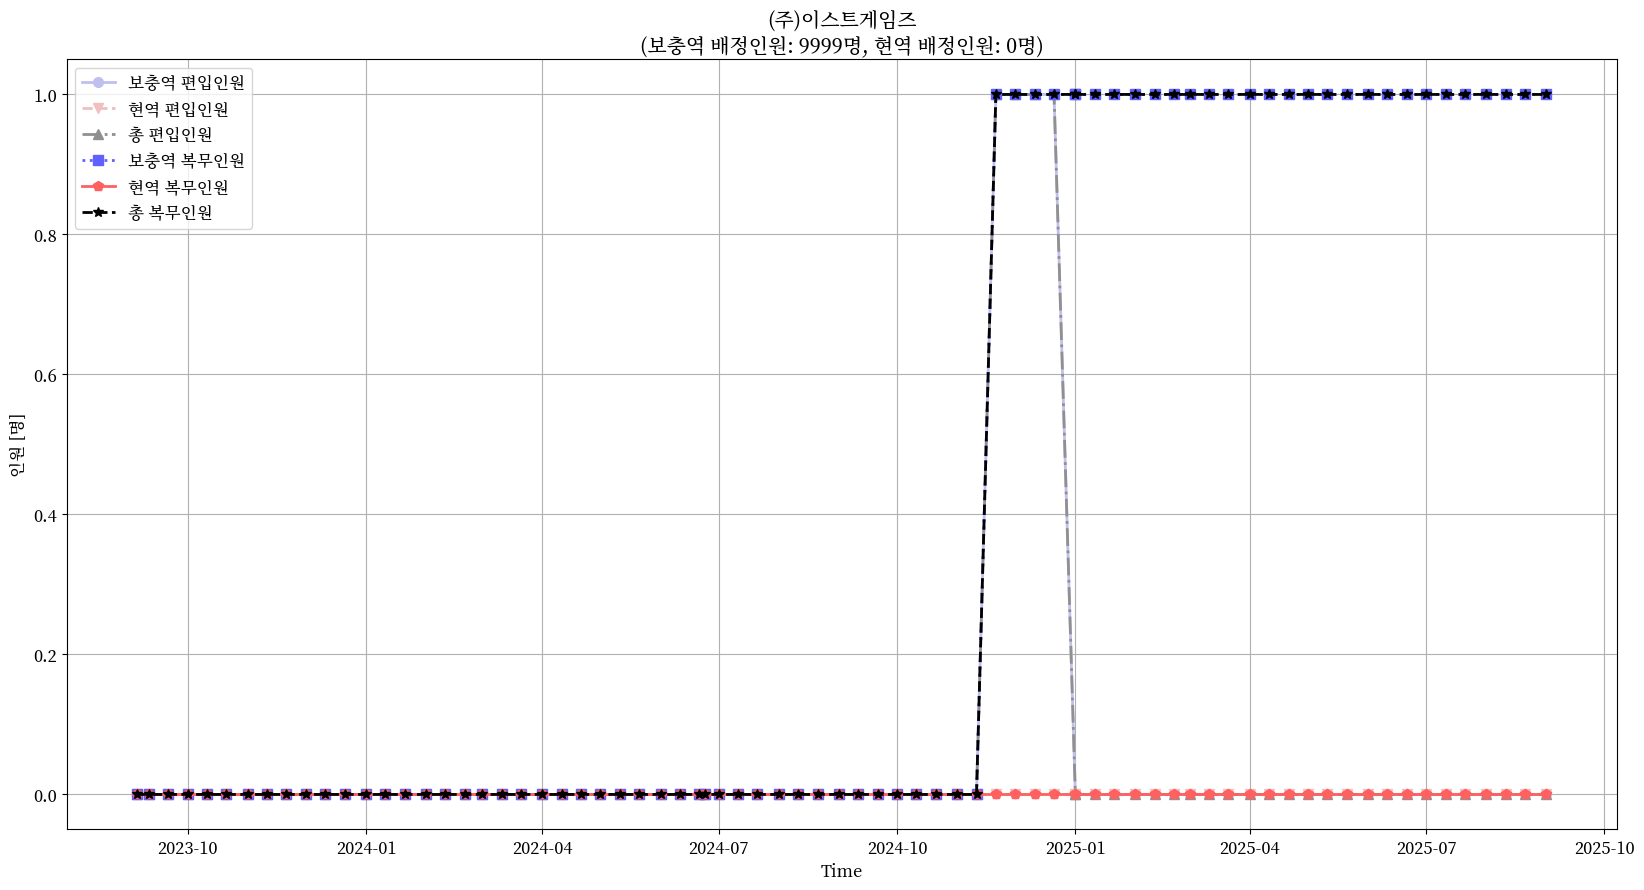 (주)이스트게임즈
(보충역 배정인원: 9999명, 현역 배정인원: 0명)
보충역 편입인원
현역 편입인원
총 편입인원
보충역 복무인원
현역 복무인원
총 복무인원
1.0
0.8
0.6
0.4
0.2
0.0
인원 [명]
2023-10
2024-01
2024-04
2024-07
2024-10
2025-01
2025-04
2025-07
2025-10
Time